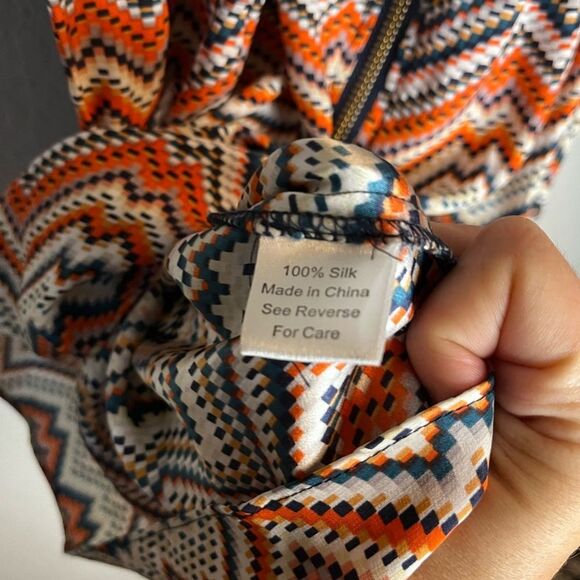 100% Silk
Made in China
See Reverse
For Care